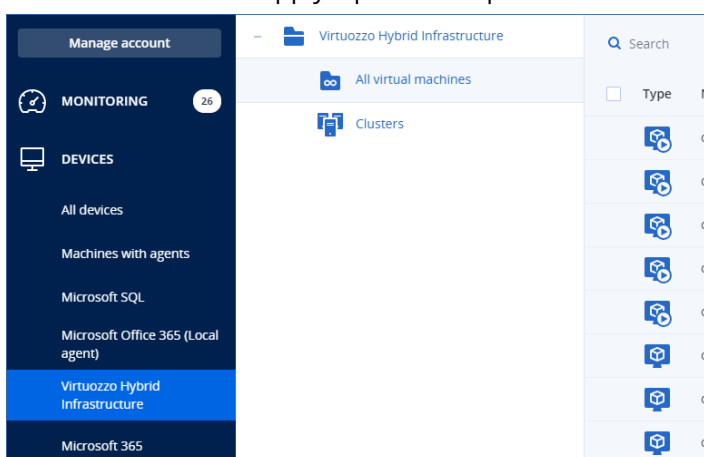 Manage account
MONITORING 26
DEVICES
All devices
Machines with agents
Microsoft SQL
Microsoft Office 365 (Local
agent)
Virtuozzo Hybrid
Infrastructure
Microsoft 365
− Virtuozzo Hybrid Infrastructure
All virtual machines
Clusters
Search
Type